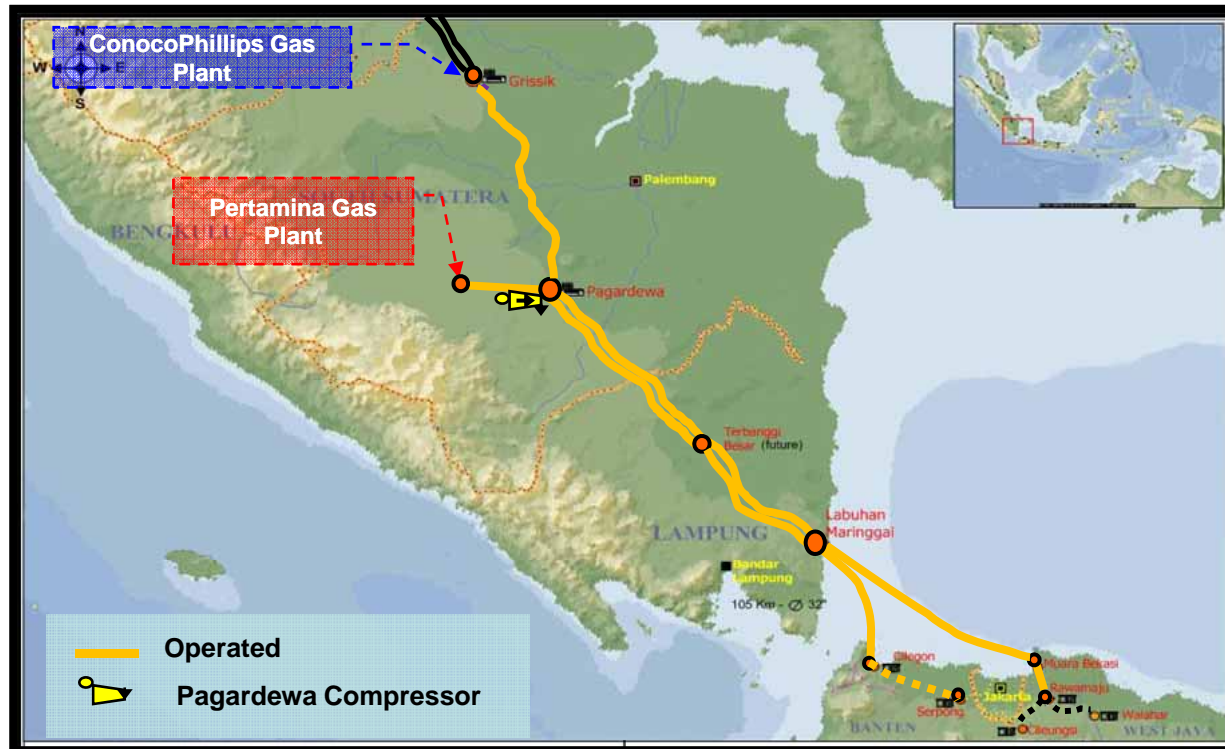 ConocoPhillips Gas
Plant
N
W
E
S
Grissik
Palembang
SUMATERA
Pertamina Gas
Plant
BENGKULU
Pagardewa
Terbanggi
Besar (future)
Labuhan
Maringgai
LAMPUNG
Bandar
Lampung
105 Km - Ø 32"
Operated
Pagardewa Compressor
Cilegon
Muara Bekasi
Jakarta
Rawamaju
Serpong
Walahar
BANTEN
Cileungsi
WEST JAVA